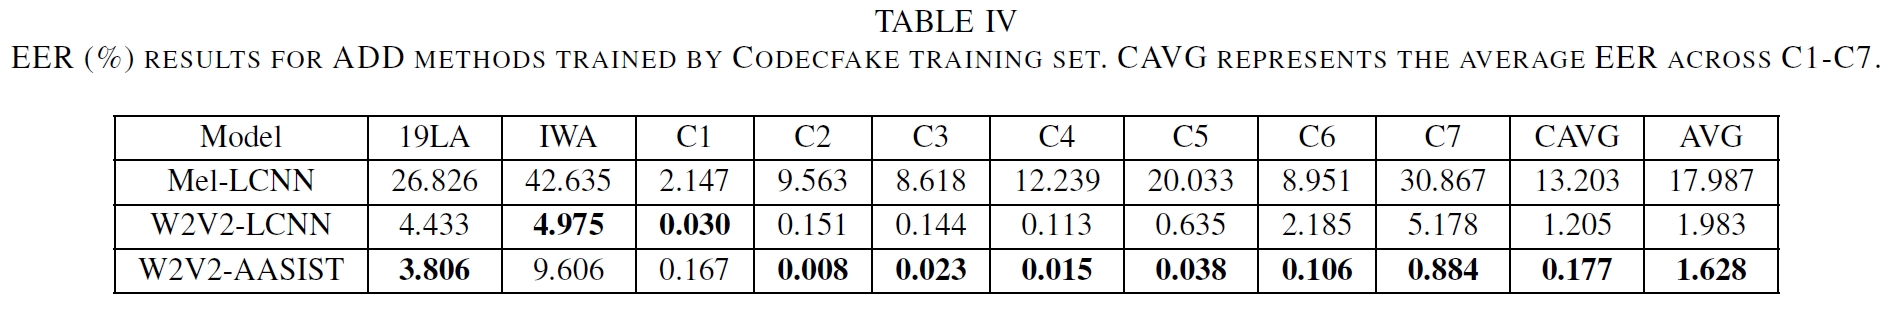 TABLE IV
EER (%) RESULTS FOR ADD METHODS TRAINED BY CODECFAKE TRAINING SET. CAVG REPRESENTS THE AVERAGE EER ACROSS C1-C7.
Model 19LA IWA C1 C2 C3 C4 C5 C6 C7 CAVG AVG
Mel-LCNN 26.826 42.635 2.147 9.563 8.618 12.239 20.033 8.951 30.867 13.203 17.987
W2V2-LCNN 4.433 4.975 0.030 0.151 0.144 0.113 0.635 2.185 5.178 1.205 1.983
W2V2-AASIST 3.806 9.606 0.167 0.008 0.023 0.015 0.038 0.106 0.884 0.177 1.628